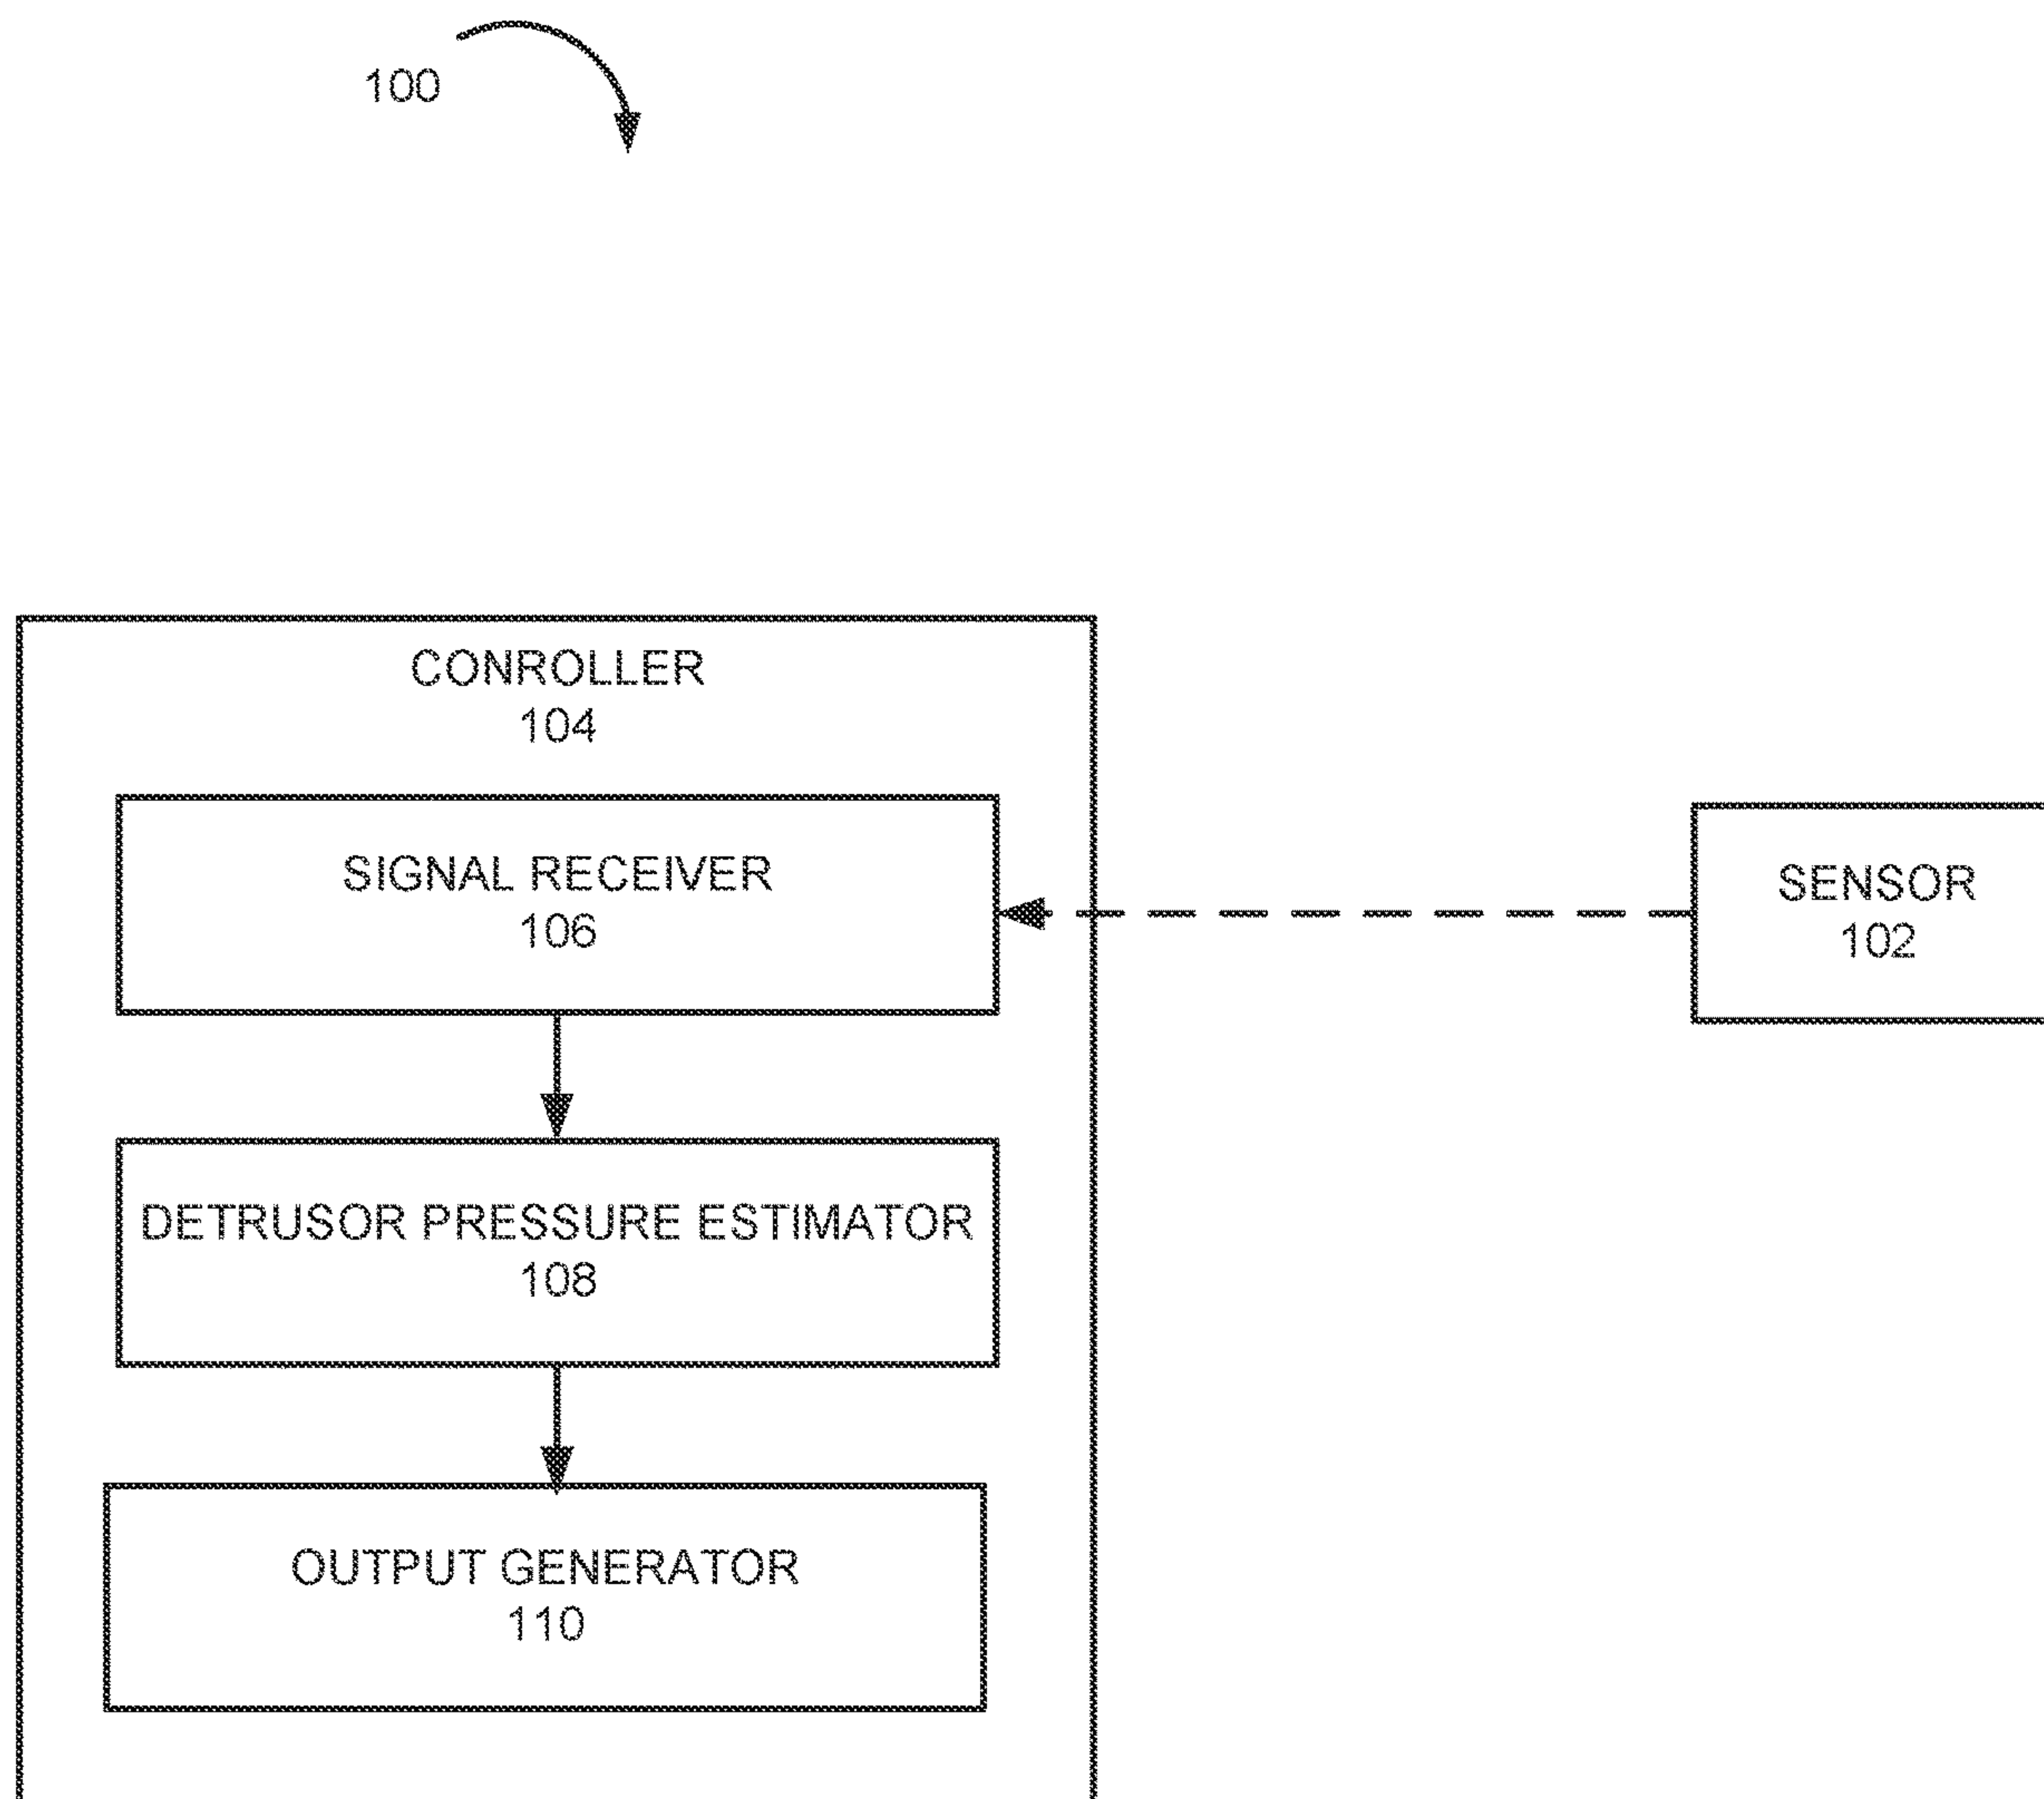 100
CONROLLER
104
SIGNAL RECEIVER
106
SENSOR
102
DETRUSOR PRESSURE ESTIMATOR
108
OUTPUT GENERATOR
110